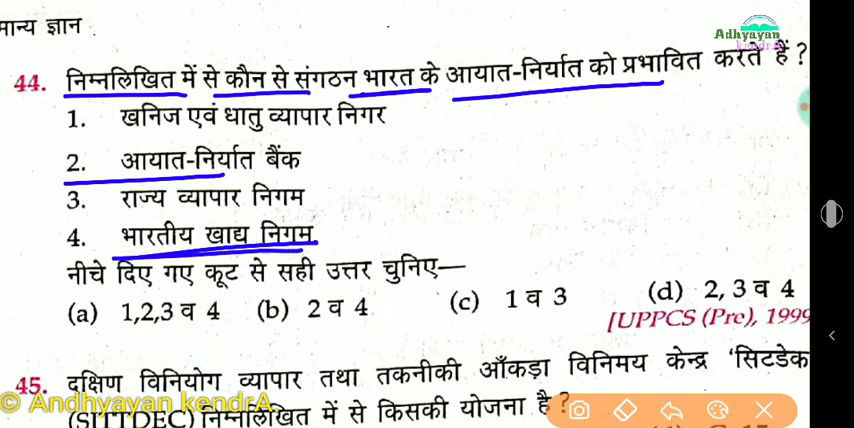 मान्य ज्ञान
Adhyayan
kendrA
44. निम्नलिखित में से कौन से संगठन भारत के आयात-निर्यात को प्रभावित करते हैं ?
1. खनिज एवं धातु व्यापार निगर
2. आयात-निर्यात बैंक
3. राज्य व्यापार निगम
4. भारतीय खाद्य निगम
नीचे दिए गए कूट से सही उत्तर चुनिए—
(a) 1,2,3 व 4 (b) 2 व 4 (c) 1 व 3 (d) 2, 3 व 4
[UPPCS (Pre), 1999
45. दक्षिण विनियोग व्यापार तथा तकनीकी आँकड़ा विनिमय केन्द्र 'सिटडेक
© Andhyayan kendrA
(SITTDEC) निम्नलिखित में से किसकी योजना है ?